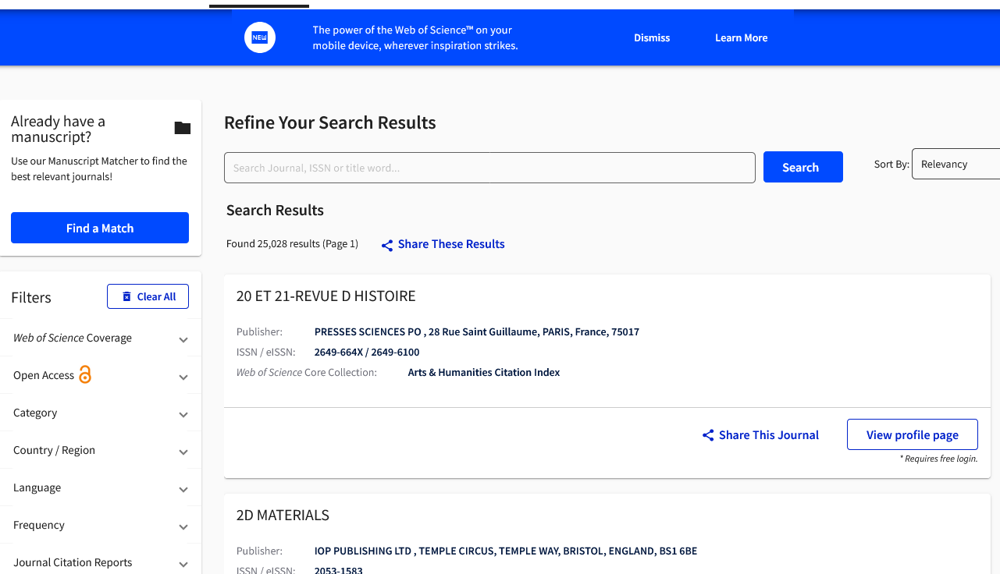 NEW
The power of the Web of Science™ on your
mobile device, wherever inspiration strikes.
Dismiss
Learn More
Already have a
manuscript?
Use our Manuscript Matcher to find the
best relevant journals!
Find a Match
Filters
Clear All
Web of Science Coverage
Open Access
Category
Country / Region
Language
Frequency
Journal Citation Reports
Refine Your Search Results
Search Journal, ISSN or title word...
Search
Sort By:
Relevancy
Search Results
Found 25,028 results (Page 1)
Share These Results
20 ET 21-REVUE D HISTOIRE
Publisher: PRESSES SCIENCES PO , 28 Rue Saint Guillaume, PARIS, France, 75017
ISSN / eISSN: 2649-664X / 2649-6100
Web of Science Core Collection: Arts & Humanities Citation Index
Share This Journal
View profile page
* Requires free login.
2D MATERIALS
Publisher: IOP PUBLISHING LTD , TEMPLE CIRCUS, TEMPLE WAY, BRISTOL, ENGLAND, BS1 6BE
ISSN / eISSN: 2053-1583